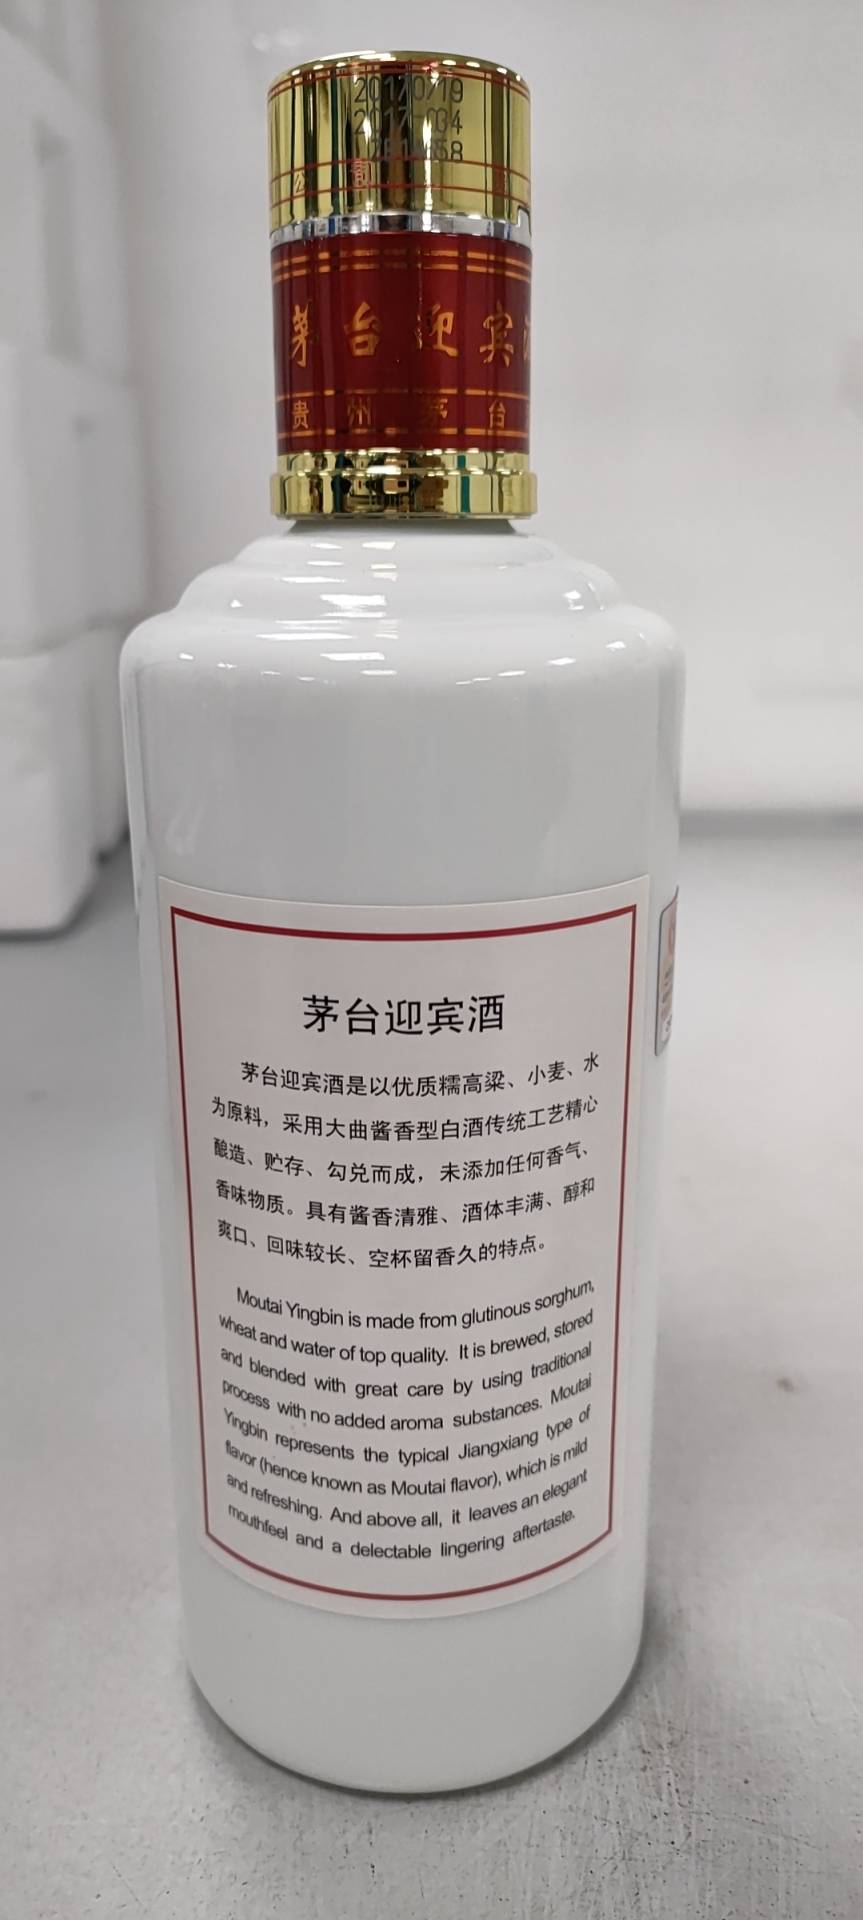 20170719
2017-034
公司
茅台迎宾酒
贵州茅台
茅台迎宾酒
茅台迎宾酒是以优质糯高粱、小麦、水
为原料，采用大曲酱香型白酒传统工艺精心
酿造、贮存、勾兑而成，未添加任何香气、
香味物质。具有酱香清雅、酒体丰满、醇和
爽口、回味较长、空杯留香久的特点。
Moutai Yingbin is made from glutinous sorghum,
wheat and water of top quality. It is brewed, stored
and blended with great care by using traditional
process with no added aroma substances. Moutai
Yingbin represents the typical Jiangxiang type of
flavor (hence known as Moutai flavor), which is mild
and refreshing. And above all, it leaves an elegant
mouthfeel and a delectable lingering aftertaste.